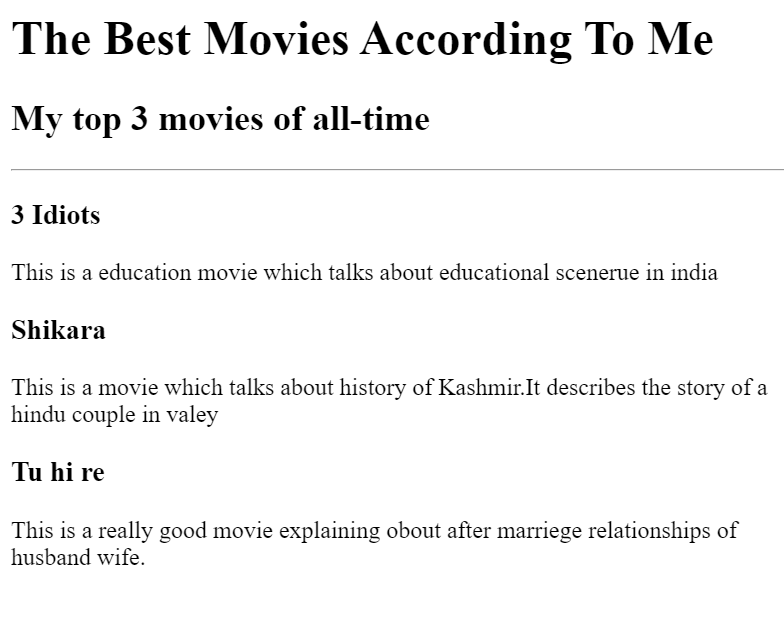 The Best Movies According To Me
My top 3 movies of all-time
3 Idiots
This is a education movie which talks about educational scenerue in india
Shikara
This is a movie which talks about history of Kashmir.It describes the story of a
hindu couple in valey
Tu hi re
This is a really good movie explaining obout after marriege relationships of
husband wife.